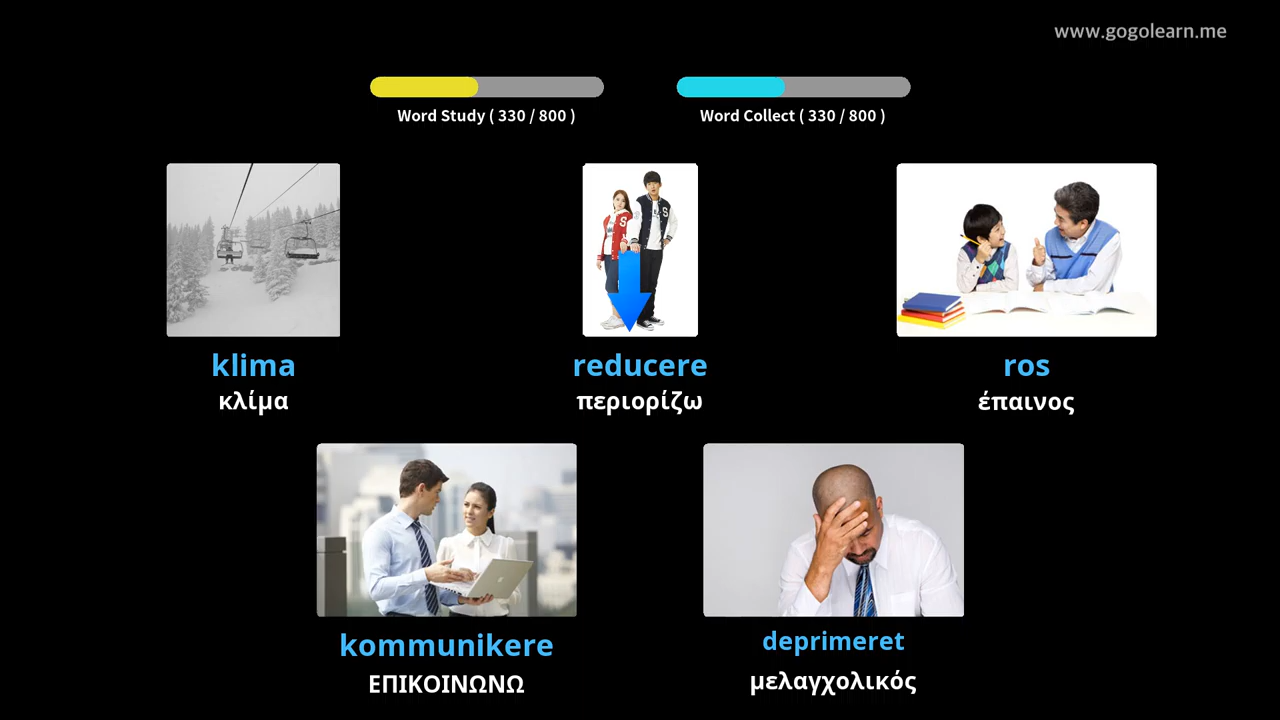 www.gogolearn.me
Word Study ( 330 / 800 )
Word Collect ( 330 / 800 )
klima
κλίμα
reducere
περιορίζω
ros
έπαινος
kommunikere
ΕΠΙΚΟΙΝΩΝΩ
deprimeret
μελαγχολικός